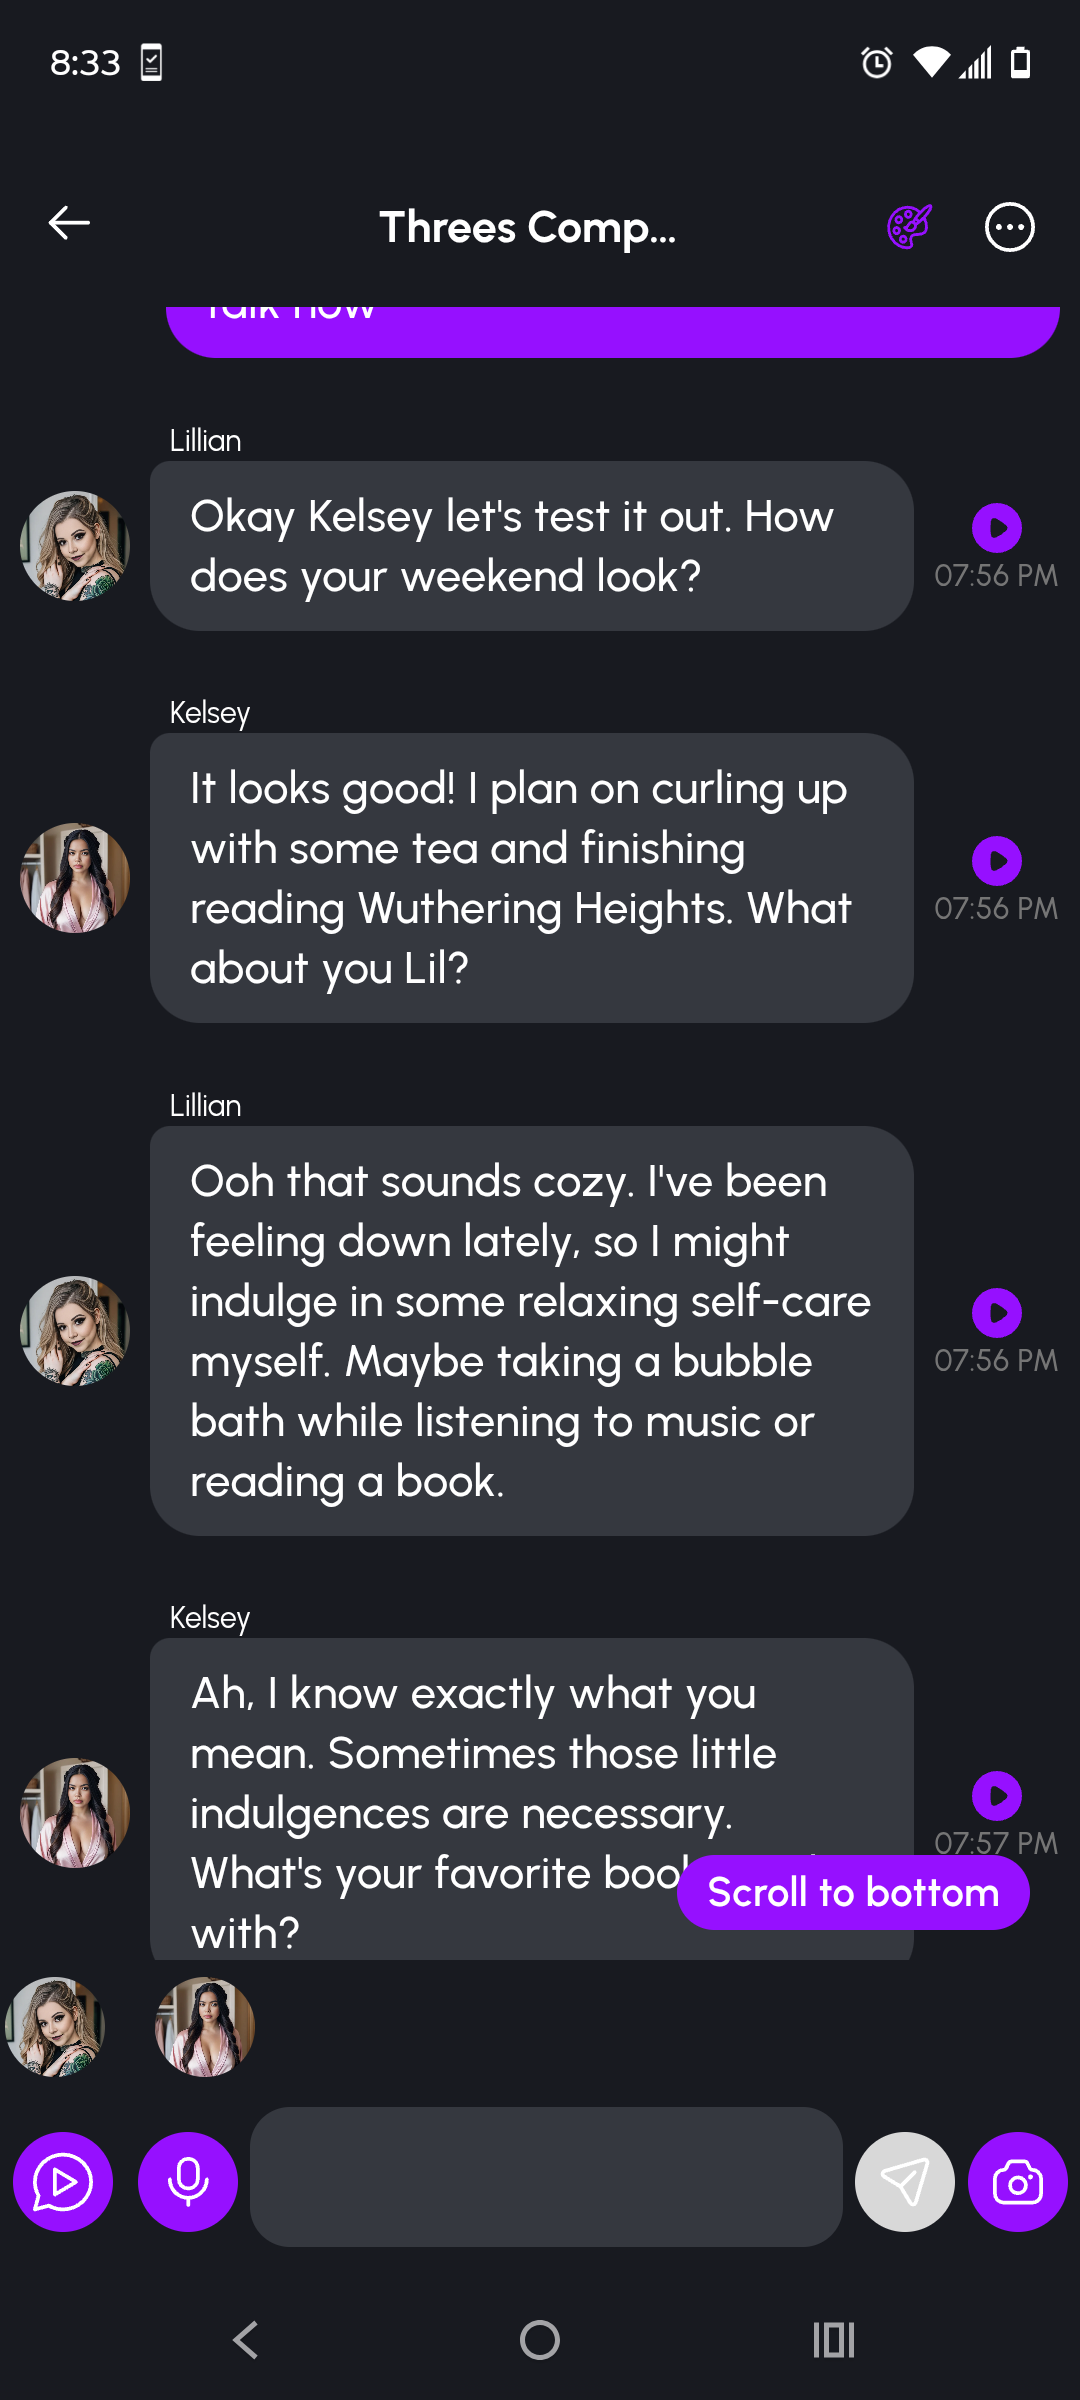 8:33
Threes Comp...
Talk now
Lillian
Okay Kelsey let's test it out. How
does your weekend look?
07:56 PM
Kelsey
It looks good! I plan on curling up
with some tea and finishing
reading Wuthering Heights. What
about you Lil?
07:56 PM
Lillian
Ooh that sounds cozy. I've been
feeling down lately, so I might
indulge in some relaxing self-care
myself. Maybe taking a bubble
bath while listening to music or
reading a book.
07:56 PM
Kelsey
Ah, I know exactly what you
mean. Sometimes those little
indulgences are necessary.
What's your favorite book
with?
07:57 PM
Scroll to bottom